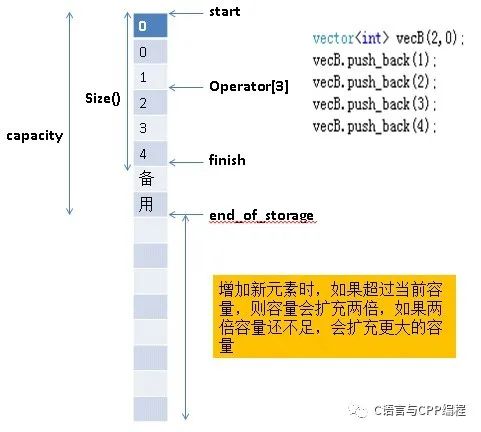 start
0
0
1
2
3
4
备
用
Size()
capacity
Operator[3]
finish
end_of_storage
vector<int> vecB(2,0);
vecB.push_back(1);
vecB.push_back(2);
vecB.push_back(3);
vecB.push_back(4);
增加新元素时，如果超过当前容
量，则容量会扩充两倍，如果两
倍容量还不足，会扩充更大的容
量
C语言与CPP编程